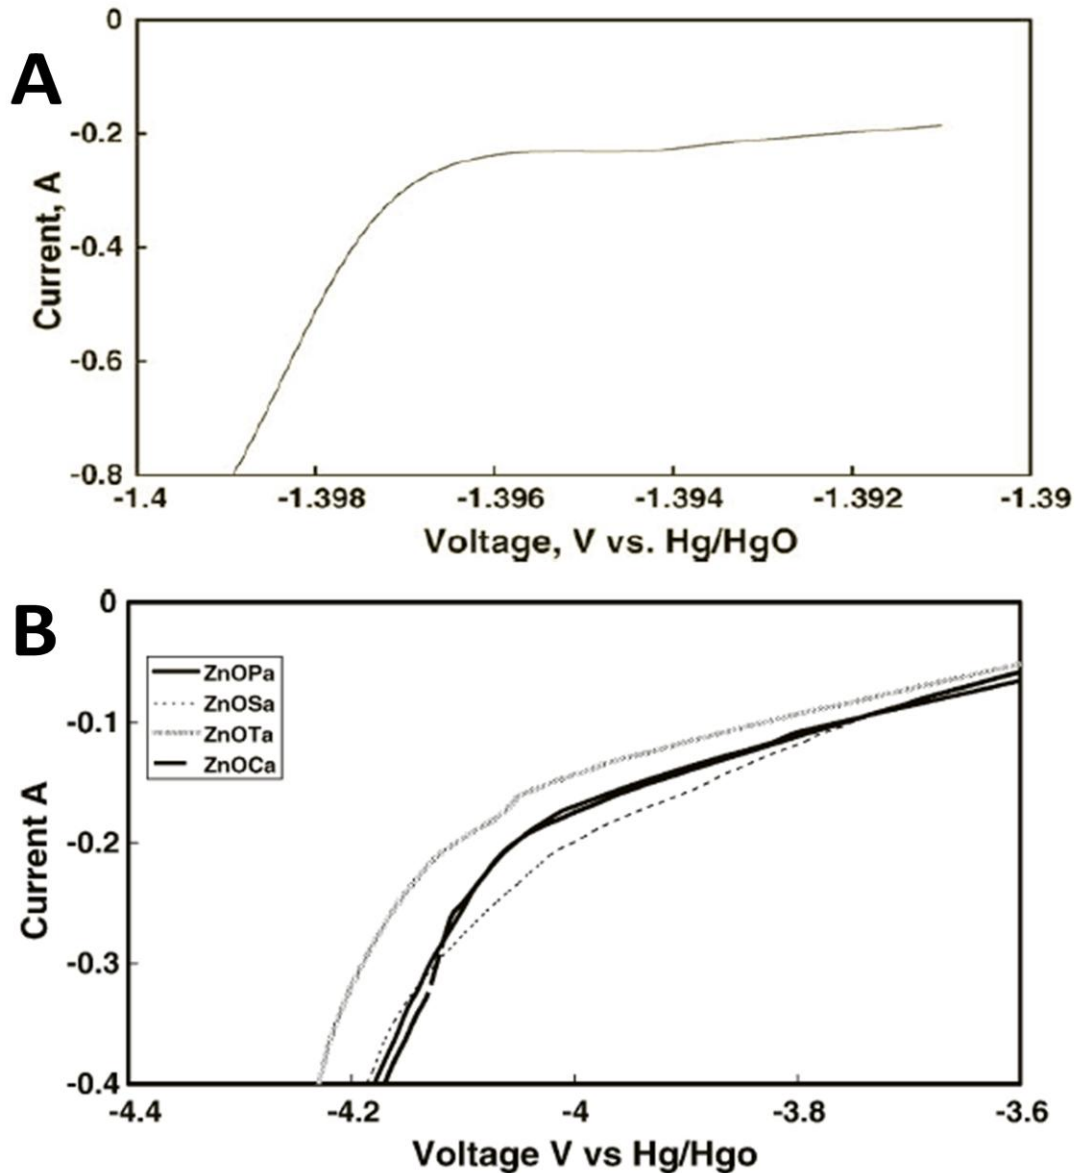 A
0
-0.2
-0.4
-0.6
-0.8
Current, A
-1.4 -1.398 -1.396 -1.394 -1.392 -1.39
Voltage, V vs. Hg/HgO
B
0
-0.1
-0.2
-0.3
-0.4
Current A
ZnOPa
ZnOSa
ZnOTa
ZnOCa
-4.4 -4.2 -4 -3.8 -3.6
Voltage V vs Hg/Hgo